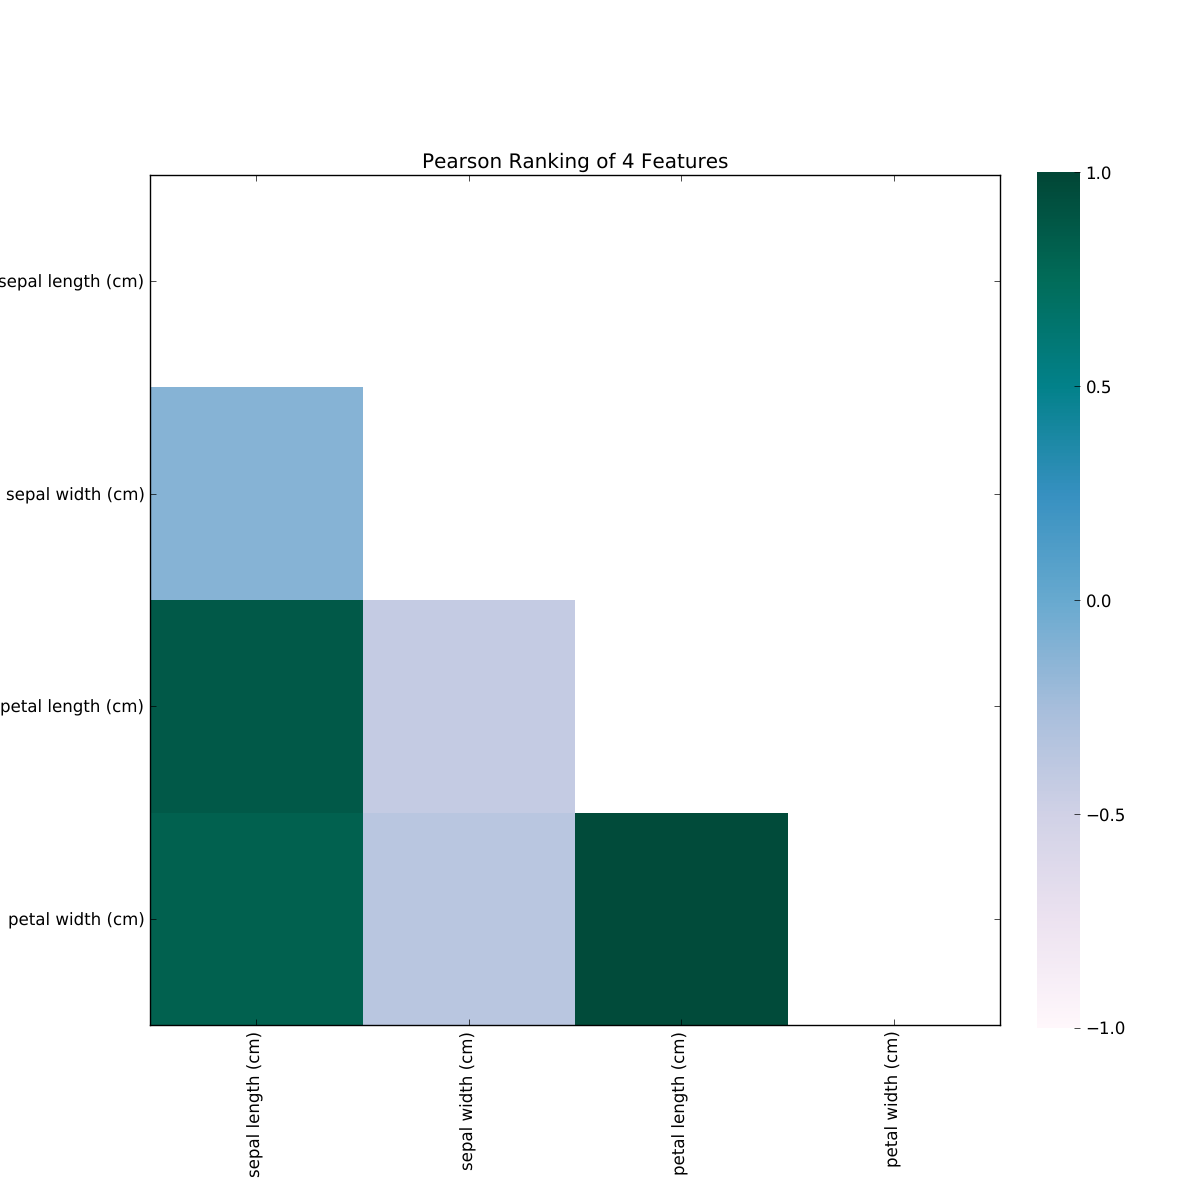 Pearson Ranking of 4 Features
sepal length (cm)
sepal width (cm)
petal length (cm)
petal width (cm)
sepal length (cm)
sepal width (cm)
petal length (cm)
petal width (cm)
1.0
0.5
0.0
−0.5
−1.0